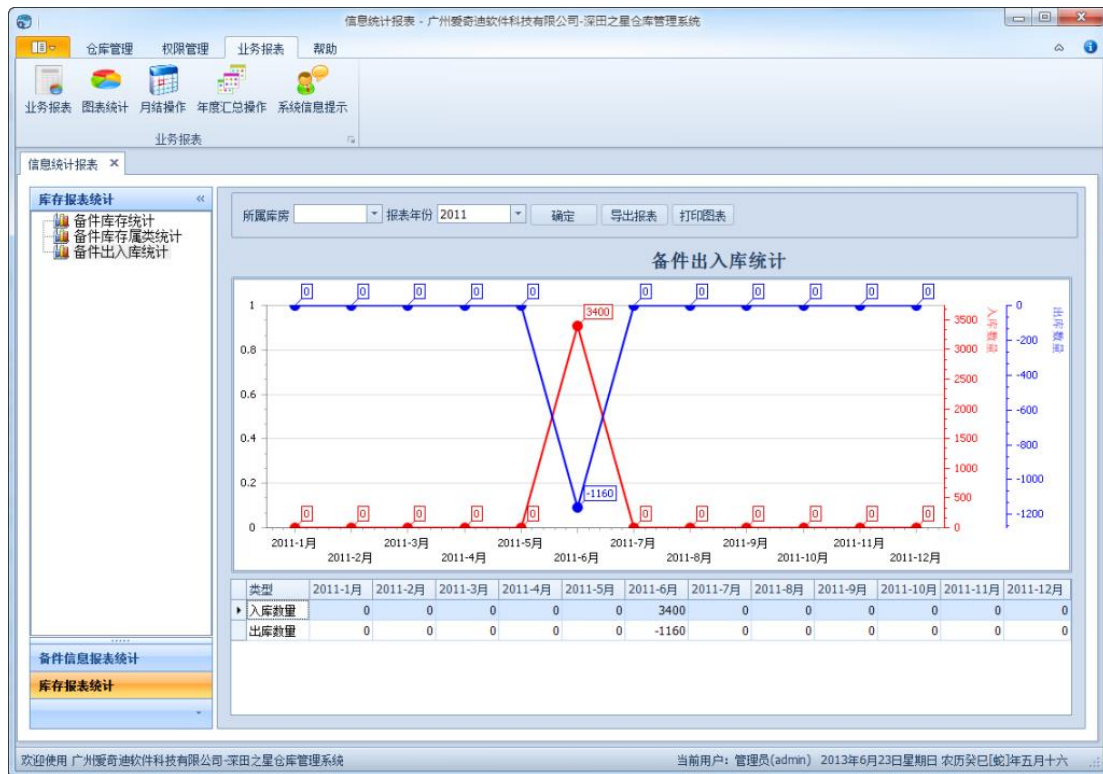 信息统计报表 - 广州爱奇迪软件科技有限公司-深田之星仓库管理系统
仓库管理 权限管理 业务报表 帮助
业务报表 图表统计 月结操作 年度汇总操作 系统信息提示
业务报表
信息统计报表
库存报表统计
备件库存统计
备件库存属类统计
备件出入库统计
备件信息报表统计
库存报表统计
所属库房 报表年份 2011 确定 导出报表 打印图表
备件出入库统计
0 0 0 0 0 0 0 0 0 0 0
3400
-1160
0 0 0 0 0 0 0 0 0 0 0
1
0.8
0.6
0.4
0.2
0
3500
3000
2500
2000
1500
1000
500
0
入库数量
0
-200
-400
-600
-800
-1000
-1200
出库数量
2011-1月 2011-3月 2011-5月 2011-7月 2011-9月 2011-11月
2011-2月 2011-4月 2011-6月 2011-8月 2011-10月 2011-12月
类型 2011-1月 2011-2月 2011-3月 2011-4月 2011-5月 2011-6月 2011-7月 2011-8月 2011-9月 2011-10月 2011-11月 2011-12月
入库数量 0 0 0 0 0 3400 0 0 0 0 0 0
出库数量 0 0 0 0 0 -1160 0 0 0 0 0 0
欢迎使用 广州爱奇迪软件科技有限公司-深田之星仓库管理系统 当前用户：管理员(admin) 2013年6月23日星期日 农历癸巳[蛇]年五月十六